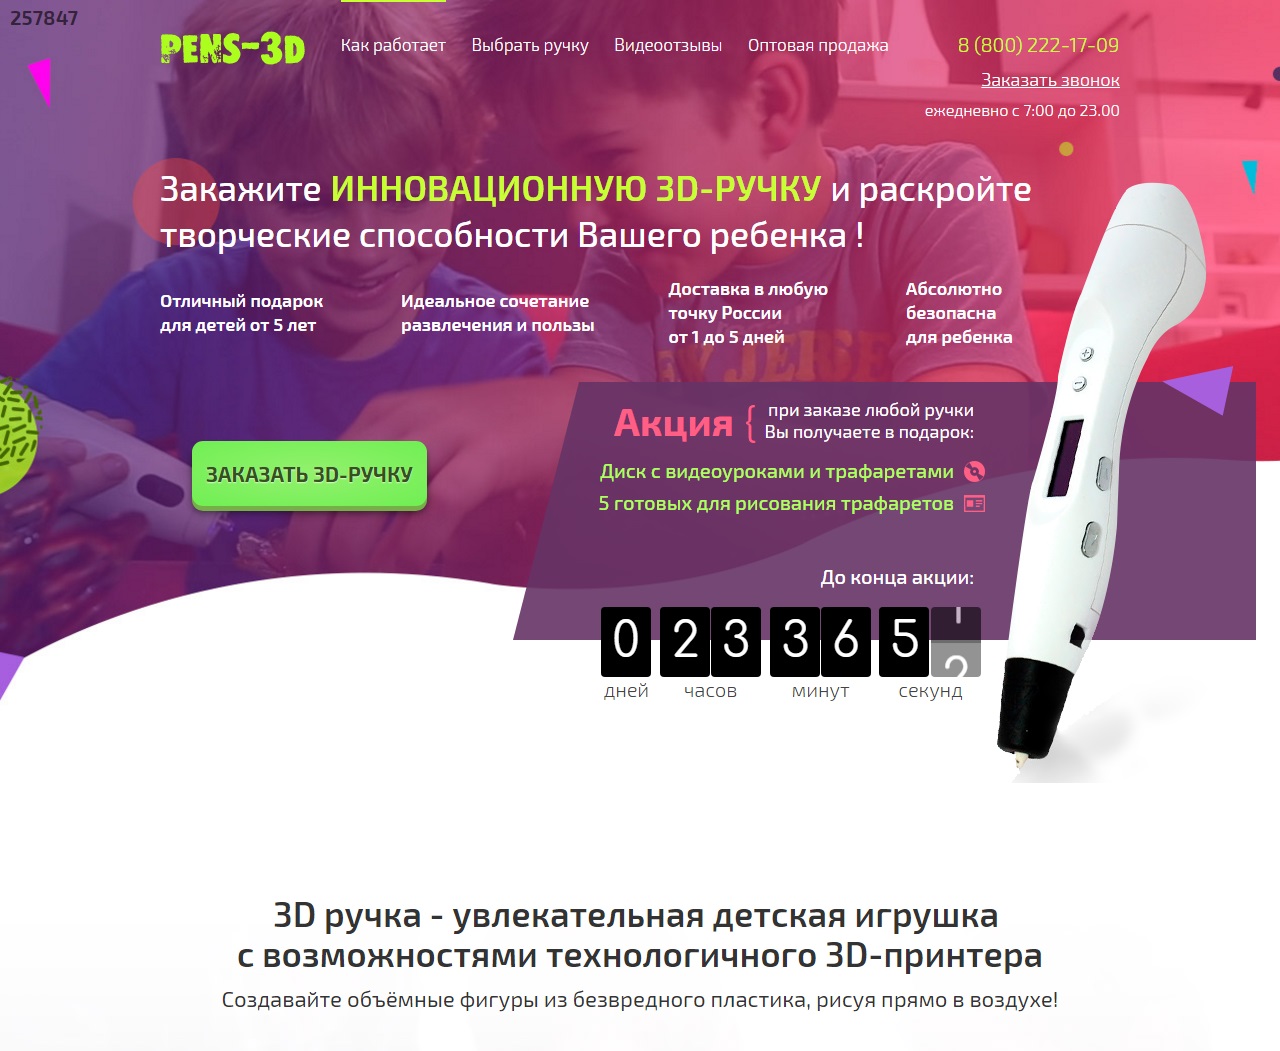 257847
PENS-3D
Как работает
Выбрать ручку
Видеоотзывы
Оптовая продажа
8 (800) 222-17-09
Заказать звонок
ежедневно с 7:00 до 23.00
Закажите ИННОВАЦИОННУЮ 3D-РУЧКУ и раскройте
творческие способности Вашего ребенка !
Отличный подарок
для детей от 5 лет
Идеальное сочетание
развлечения и пользы
Доставка в любую
точку России
от 1 до 5 дней
Абсолютно
безопасна
для ребенка
ЗАКАЗАТЬ 3D-РУЧКУ
Акция
при заказе любой ручки
Вы получаете в подарок:
Диск с видеоуроками и трафаретами
5 готовых для рисования трафаретов
До конца акции:
0 23 36 5
дней часов минут секунд
3D ручка - увлекательная детская игрушка
с возможностями технологичного 3D-принтера
Создавайте объёмные фигуры из безвредного пластика, рисуя прямо в воздухе!